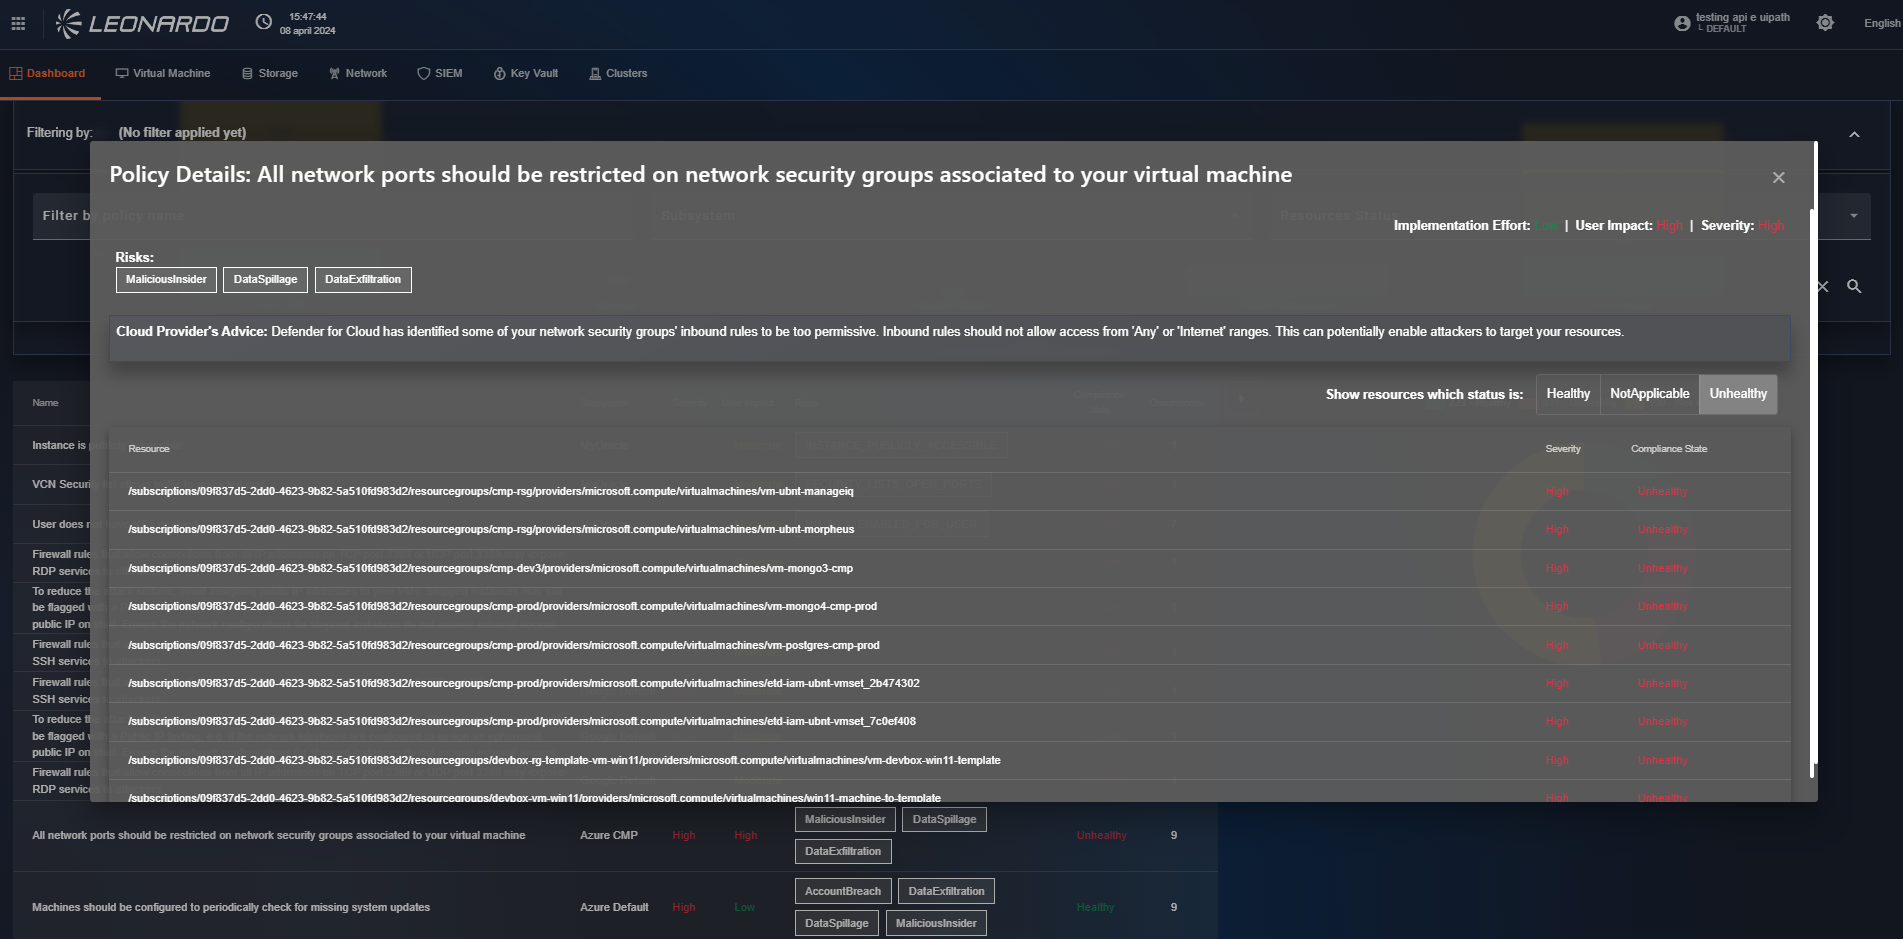 LEONARDO
15:47:44
08 april 2024
testing api e uipath
└ DEFAULT
English
Dashboard
Virtual Machine
Storage
Network
SIEM
Key Vault
Clusters
Filtering by: (No filter applied yet)
Policy Details: All network ports should be restricted on network security groups associated to your virtual machine
Filter by policy name
Subsystem
Resources Status
Implementation Effort: Low | User Impact: High | Severity: High
Risks:
MaliciousInsider
DataSpillage
DataExfiltration
Cloud Provider's Advice: Defender for Cloud has identified some of your network security groups' inbound rules to be too permissive. Inbound rules should not allow access from 'Any' or 'Internet' ranges. This can potentially enable attackers to target your resources.
Show resources which status is:
Healthy
NotApplicable
Unhealthy
Name
Instance is
VCN Security
User does
Firewall
RDP
To reduce
be flagged
public IP
Firewall
SSH
Firewall
SSH
To reduce
be flagged
public IP
Firewall
RDP
Resource Severity Compliance State
/subscriptions/09f837d5-2dd0-4623-9b82-5a510fd983d2/resourcegroups/cmp-rsg/providers/microsoft.compute/virtualmachines/vm-ubnt-manageiq High Unhealthy
/subscriptions/09f837d5-2dd0-4623-9b82-5a510fd983d2/resourcegroups/cmp-rsg/providers/microsoft.compute/virtualmachines/vm-ubnt-morpheus High Unhealthy
/subscriptions/09f837d5-2dd0-4623-9b82-5a510fd983d2/resourcegroups/cmp-dev3/providers/microsoft.compute/virtualmachines/vm-mongo3-cmp High Unhealthy
/subscriptions/09f837d5-2dd0-4623-9b82-5a510fd983d2/resourcegroups/cmp-prod/providers/microsoft.compute/virtualmachines/vm-mongo4-cmp-prod High Unhealthy
/subscriptions/09f837d5-2dd0-4623-9b82-5a510fd983d2/resourcegroups/cmp-prod/providers/microsoft.compute/virtualmachines/vm-postgres-cmp-prod High Unhealthy
/subscriptions/09f837d5-2dd0-4623-9b82-5a510fd983d2/resourcegroups/cmp-prod/providers/microsoft.compute/virtualmachines/etd-iam-ubnt-vmset_2b474302 High Unhealthy
/subscriptions/09f837d5-2dd0-4623-9b82-5a510fd983d2/resourcegroups/cmp-prod/providers/microsoft.compute/virtualmachines/etd-iam-ubnt-vmset_7c0ef408 High Unhealthy
/subscriptions/09f837d5-2dd0-4623-9b82-5a510fd983d2/resourcegroups/devbox-rg-template-vm-win11/providers/microsoft.compute/virtualmachines/vm-devbox-win11-template High Unhealthy
/subscriptions/09f837d5-2dd0-4623-9b82-5a510fd983d2/resourcegroups/devbox-vm-win11/providers/microsoft.compute/virtualmachines/win11-machine-to-template High Unhealthy
All network ports should be restricted on network security groups associated to your virtual machine Azure CMP High High MaliciousInsider DataSpillage Unhealthy 9
DataExfiltration
Machines should be configured to periodically check for missing system updates Azure Default High Low AccountBreach DataExfiltration Healthy 9
DataSpillage MaliciousInsider